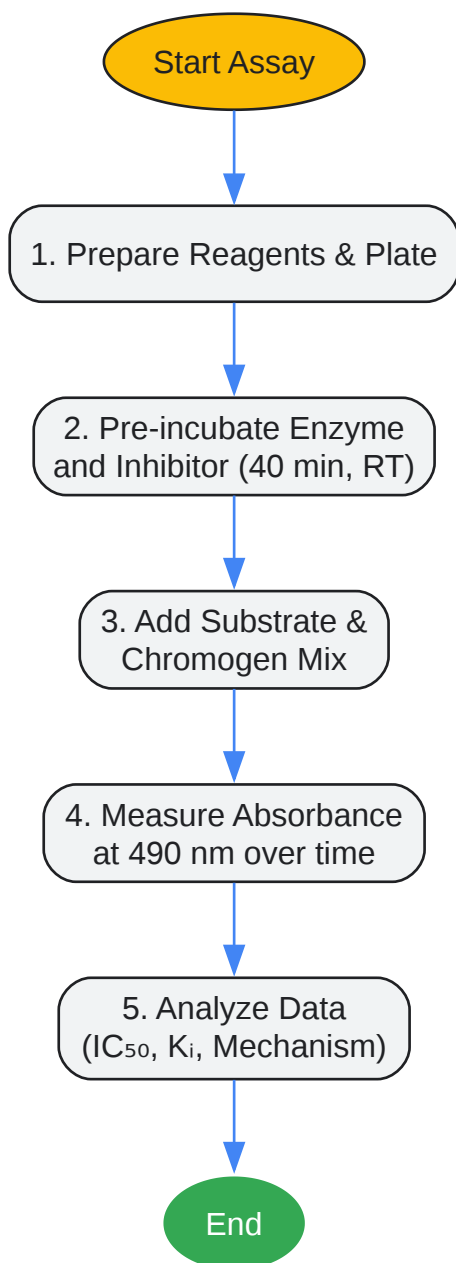 Start Assay
1. Prepare Reagents & Plate
2. Pre-incubate Enzyme
and Inhibitor (40 min, RT)
3. Add Substrate &
Chromogen Mix
4. Measure Absorbance
at 490 nm over time
5. Analyze Data
(IC₅₀, Kᵢ, Mechanism)
End